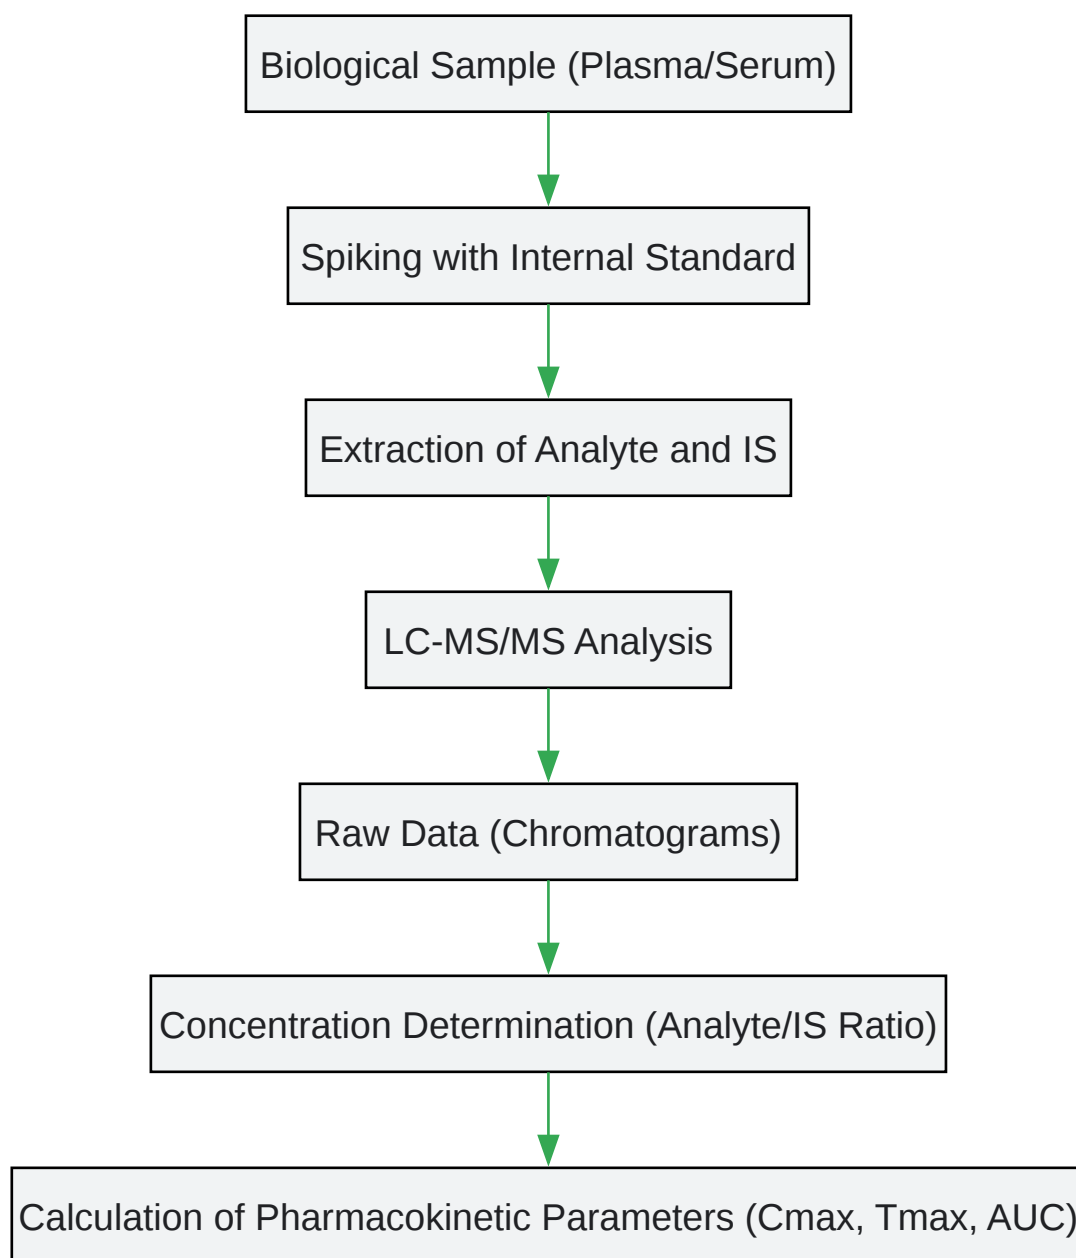 Biological Sample (Plasma/Serum)
Spiking with Internal Standard
Extraction of Analyte and IS
LC-MS/MS Analysis
Raw Data (Chromatograms)
Concentration Determination (Analyte/IS Ratio)
Calculation of Pharmacokinetic Parameters (Cmax, Tmax, AUC)